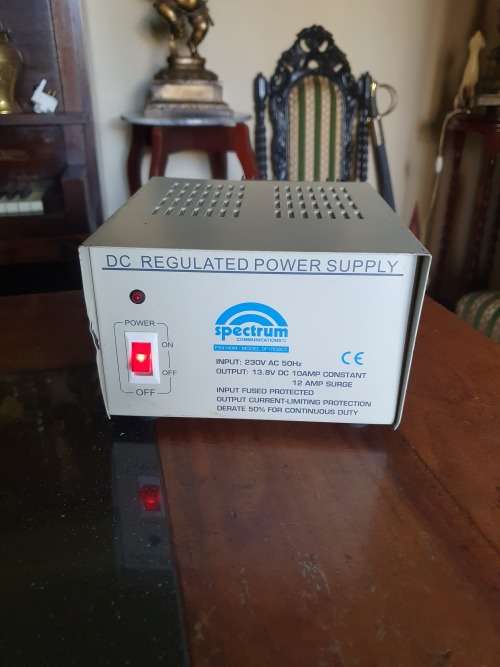 DC REGULATED POWER SUPPLY
POWER
ON
OFF
OFF
spectrum
COMMUNICATIONS
INPUT: 230V AC 50Hz
OUTPUT: 13.8V DC 10AMP CONSTANT
12 AMP SURGE
INPUT FUSED PROTECTED
OUTPUT CURRENT-LIMITING PROTECTION
DERATE 50% FOR CONTINUOUS DUTY
CE